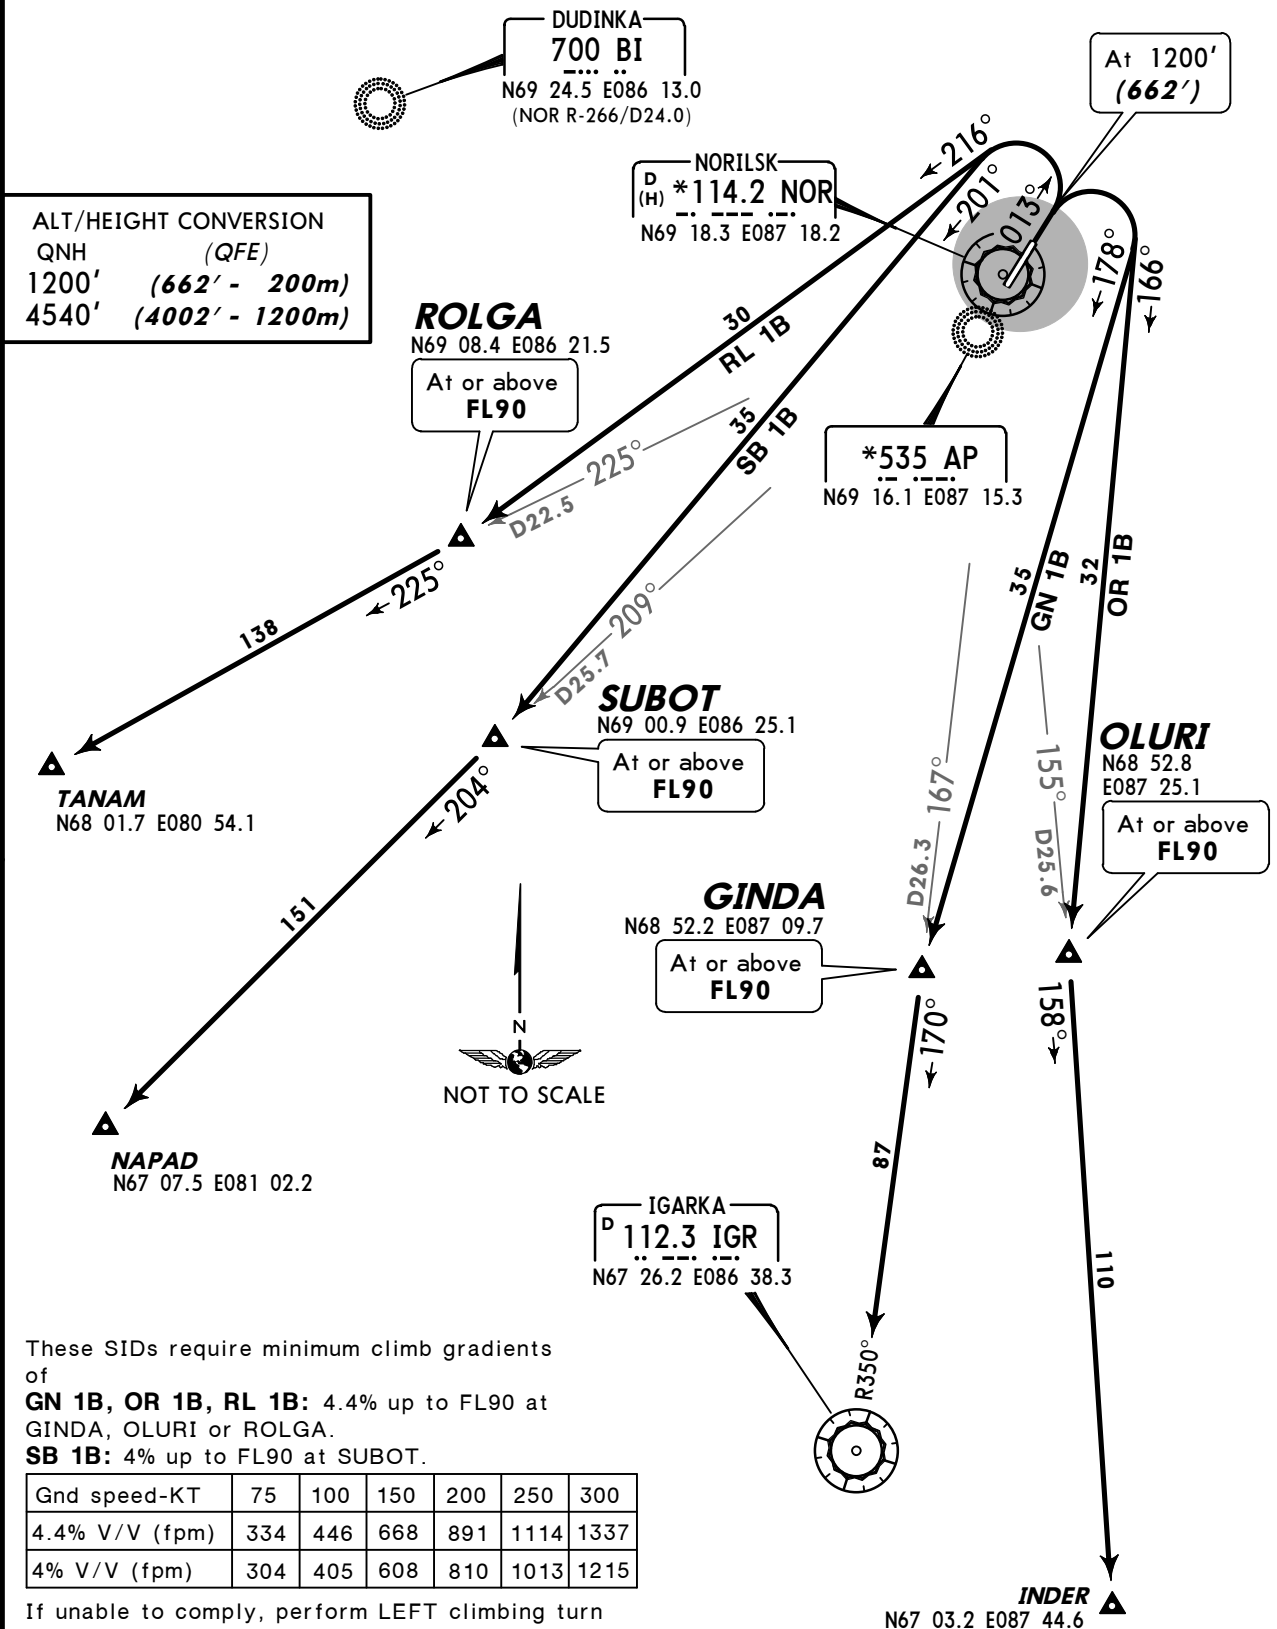 DUDINKA
700 BI
N69 24.5 E086 13.0
(NOR R-266/D24.0)
At 1200'
(662')
NORILSK
D
(H) *114.2 NOR
N69 18.3 E087 18.2
216°
201°
013°
178°
166°
ALT/HEIGHT CONVERSION
QNH (QFE)
1200' (662' - 200m)
4540' (4002' - 1200m)
ROLGA
N69 08.4 E086 21.5
At or above
FL90
30
RL 1B
35
SB 1B
225°
D22.5
*535 AP
N69 16.1 E087 15.3
225°
138
209°
D25.7
35
GN 1B
32
OR 1B
SUBOT
N69 00.9 E086 25.1
At or above
FL90
TANAM
N68 01.7 E080 54.1
204°
151
167°
D26.3
155°
D25.6
OLURI
N68 52.8
E087 25.1
At or above
FL90
GINDA
N68 52.2 E087 09.7
At or above
FL90
N
NOT TO SCALE
170°
158°
NAPAD
N67 07.5 E081 02.2
87
110
IGARKA
D 112.3 IGR
N67 26.2 E086 38.3
R350°
These SIDs require minimum climb gradients
of
GN 1B, OR 1B, RL 1B: 4.4% up to FL90 at
GINDA, OLURI or ROLGA.
SB 1B: 4% up to FL90 at SUBOT.
Gnd speed-KT 75 100 150 200 250 300
4.4% V/V (fpm) 334 446 668 891 1114 1337
4% V/V (fpm) 304 405 608 810 1013 1215
If unable to comply, perform LEFT climbing turn
INDER
N67 03.2 E087 44.6